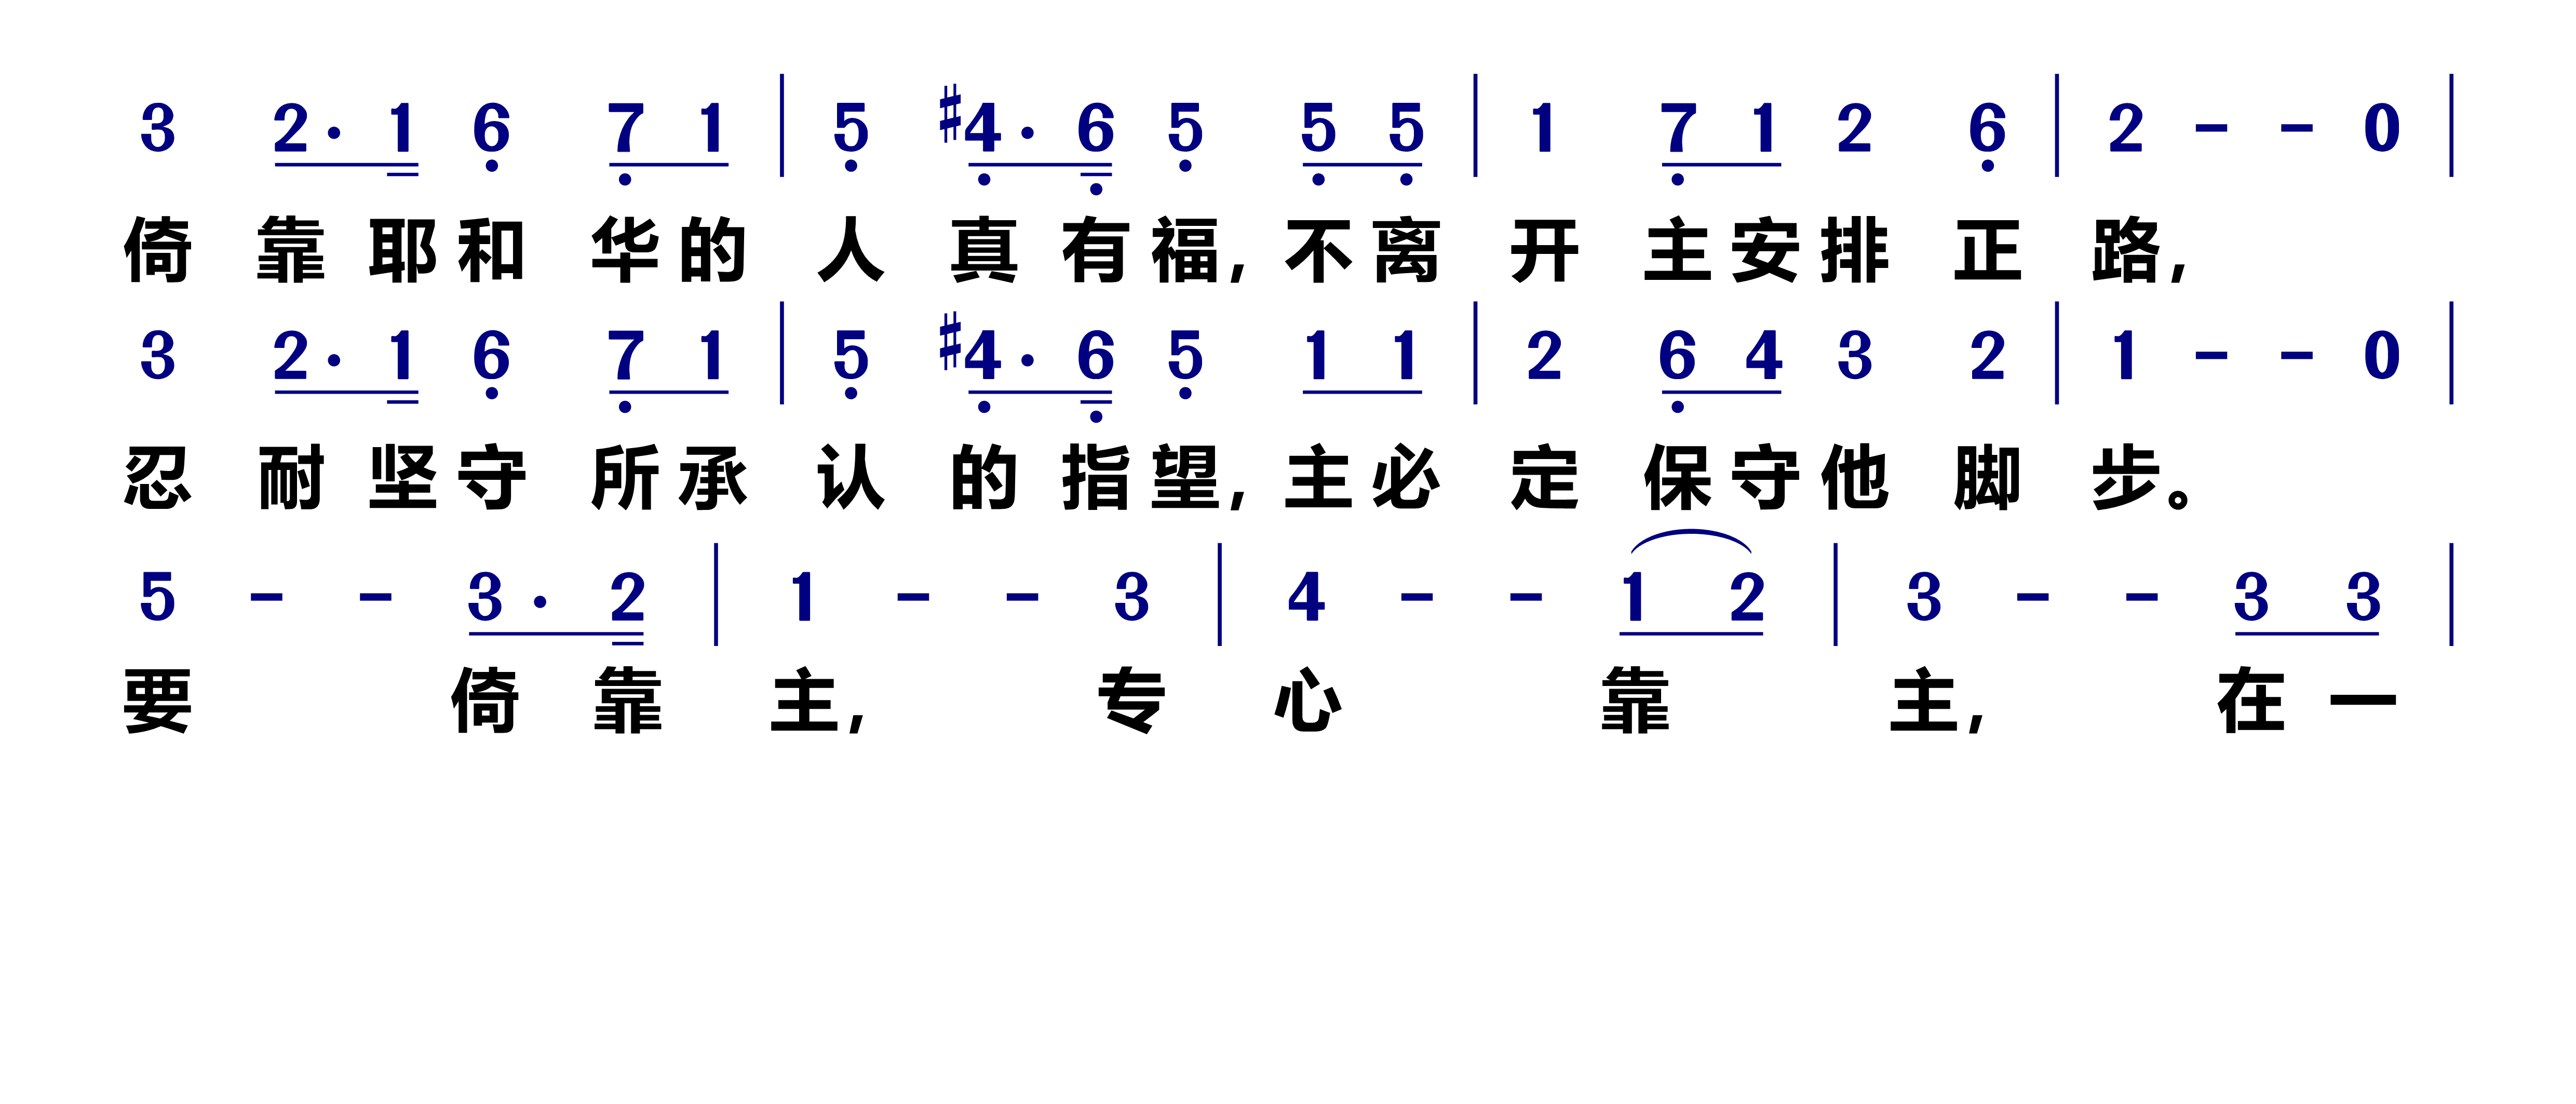 3 2· 1 6 7 1 | 5 #4· 6 5 5 5 | 1 7 1 2 6 | 2 - - 0 |
倚靠耶和华的人真有福,不离开主安排正路,
3 2· 1 6 7 1 | 5 #4· 6 5 1 1 | 2 6 4 3 2 | 1 - - 0 |
忍耐坚守所承认的指望,主必定保守他脚步。
5 - - 3· 2 | 1 - - 3 | 4 - - 1 2 | 3 - - 3 3 |
要倚靠主,专心靠主,在一